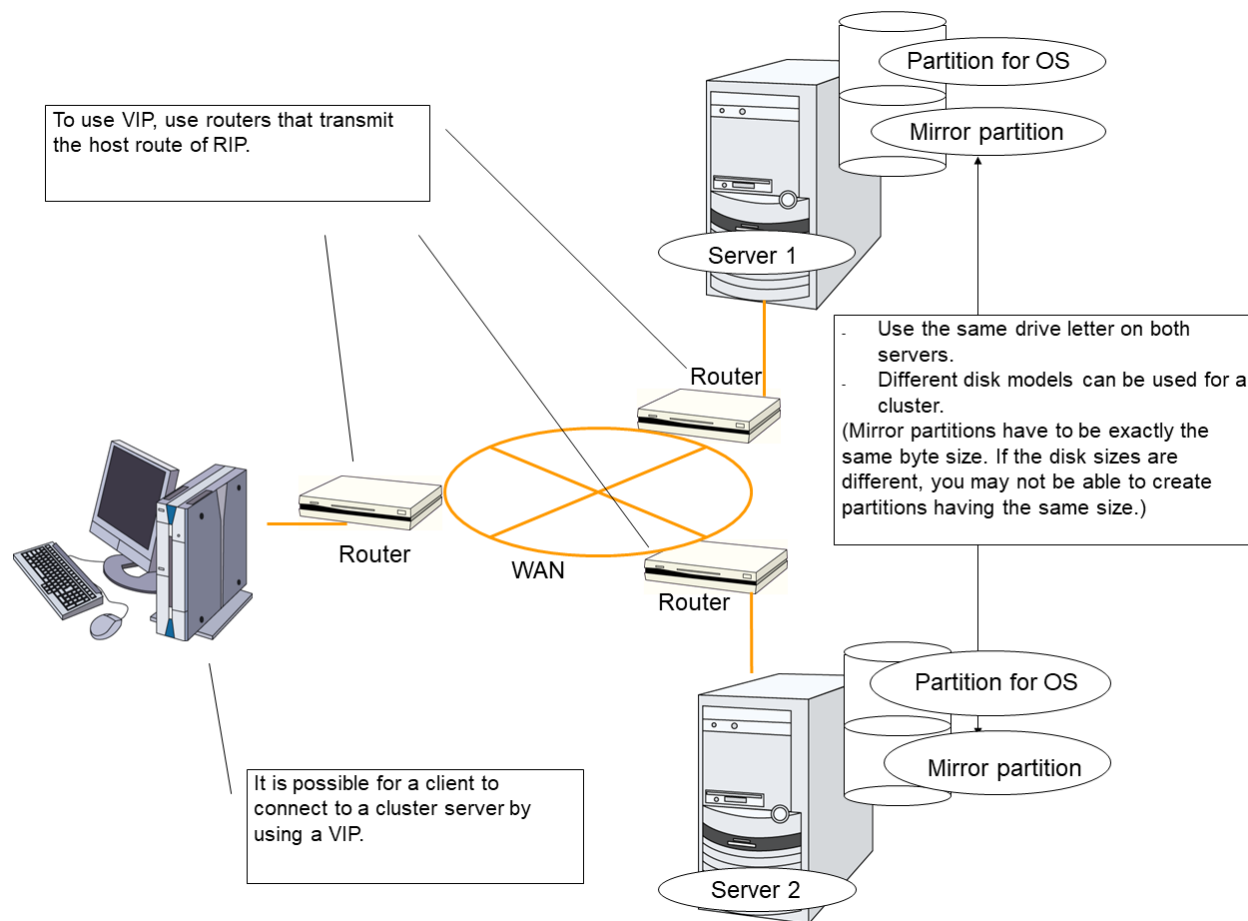 Partition for OS
Mirror partition
To use VIP, use routers that transmit
the host route of RIP.
Server 1
- Use the same drive letter on both
servers.
- Different disk models can be used for a
cluster.
(Mirror partitions have to be exactly the
same byte size. If the disk sizes are
different, you may not be able to create
partitions having the same size.)
Router
Router
WAN
Router
Partition for OS
Mirror partition
It is possible for a client to
connect to a cluster server by
using a VIP.
Server 2